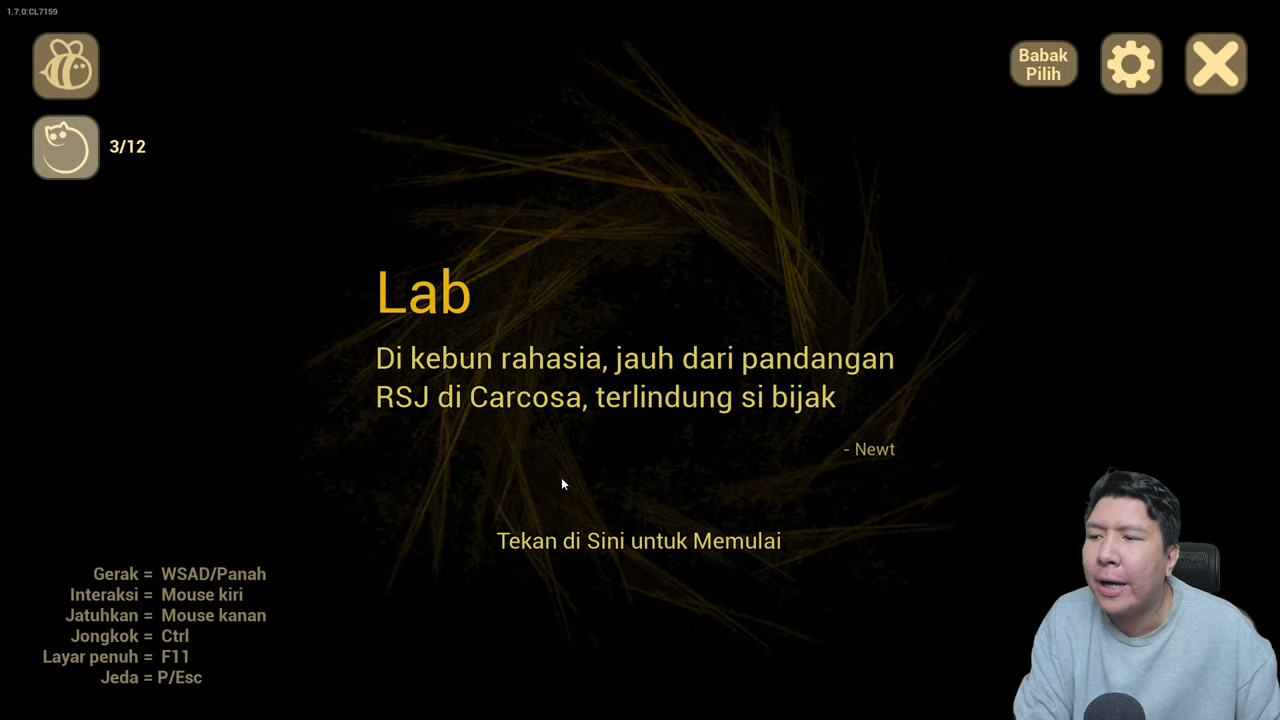 1.7.0:CL7159
Babak
Pilih
3/12
Lab
Di kebun rahasia, jauh dari pandangan
RSJ di Carcosa, terlindung si bijak
- Newt
Tekan di Sini untuk Memulai
Gerak = WSAD/Panah
Interaksi = Mouse kiri
Jatuhkan = Mouse kanan
Jongkok = Ctrl
Layar penuh = F11
Jeda = P/Esc